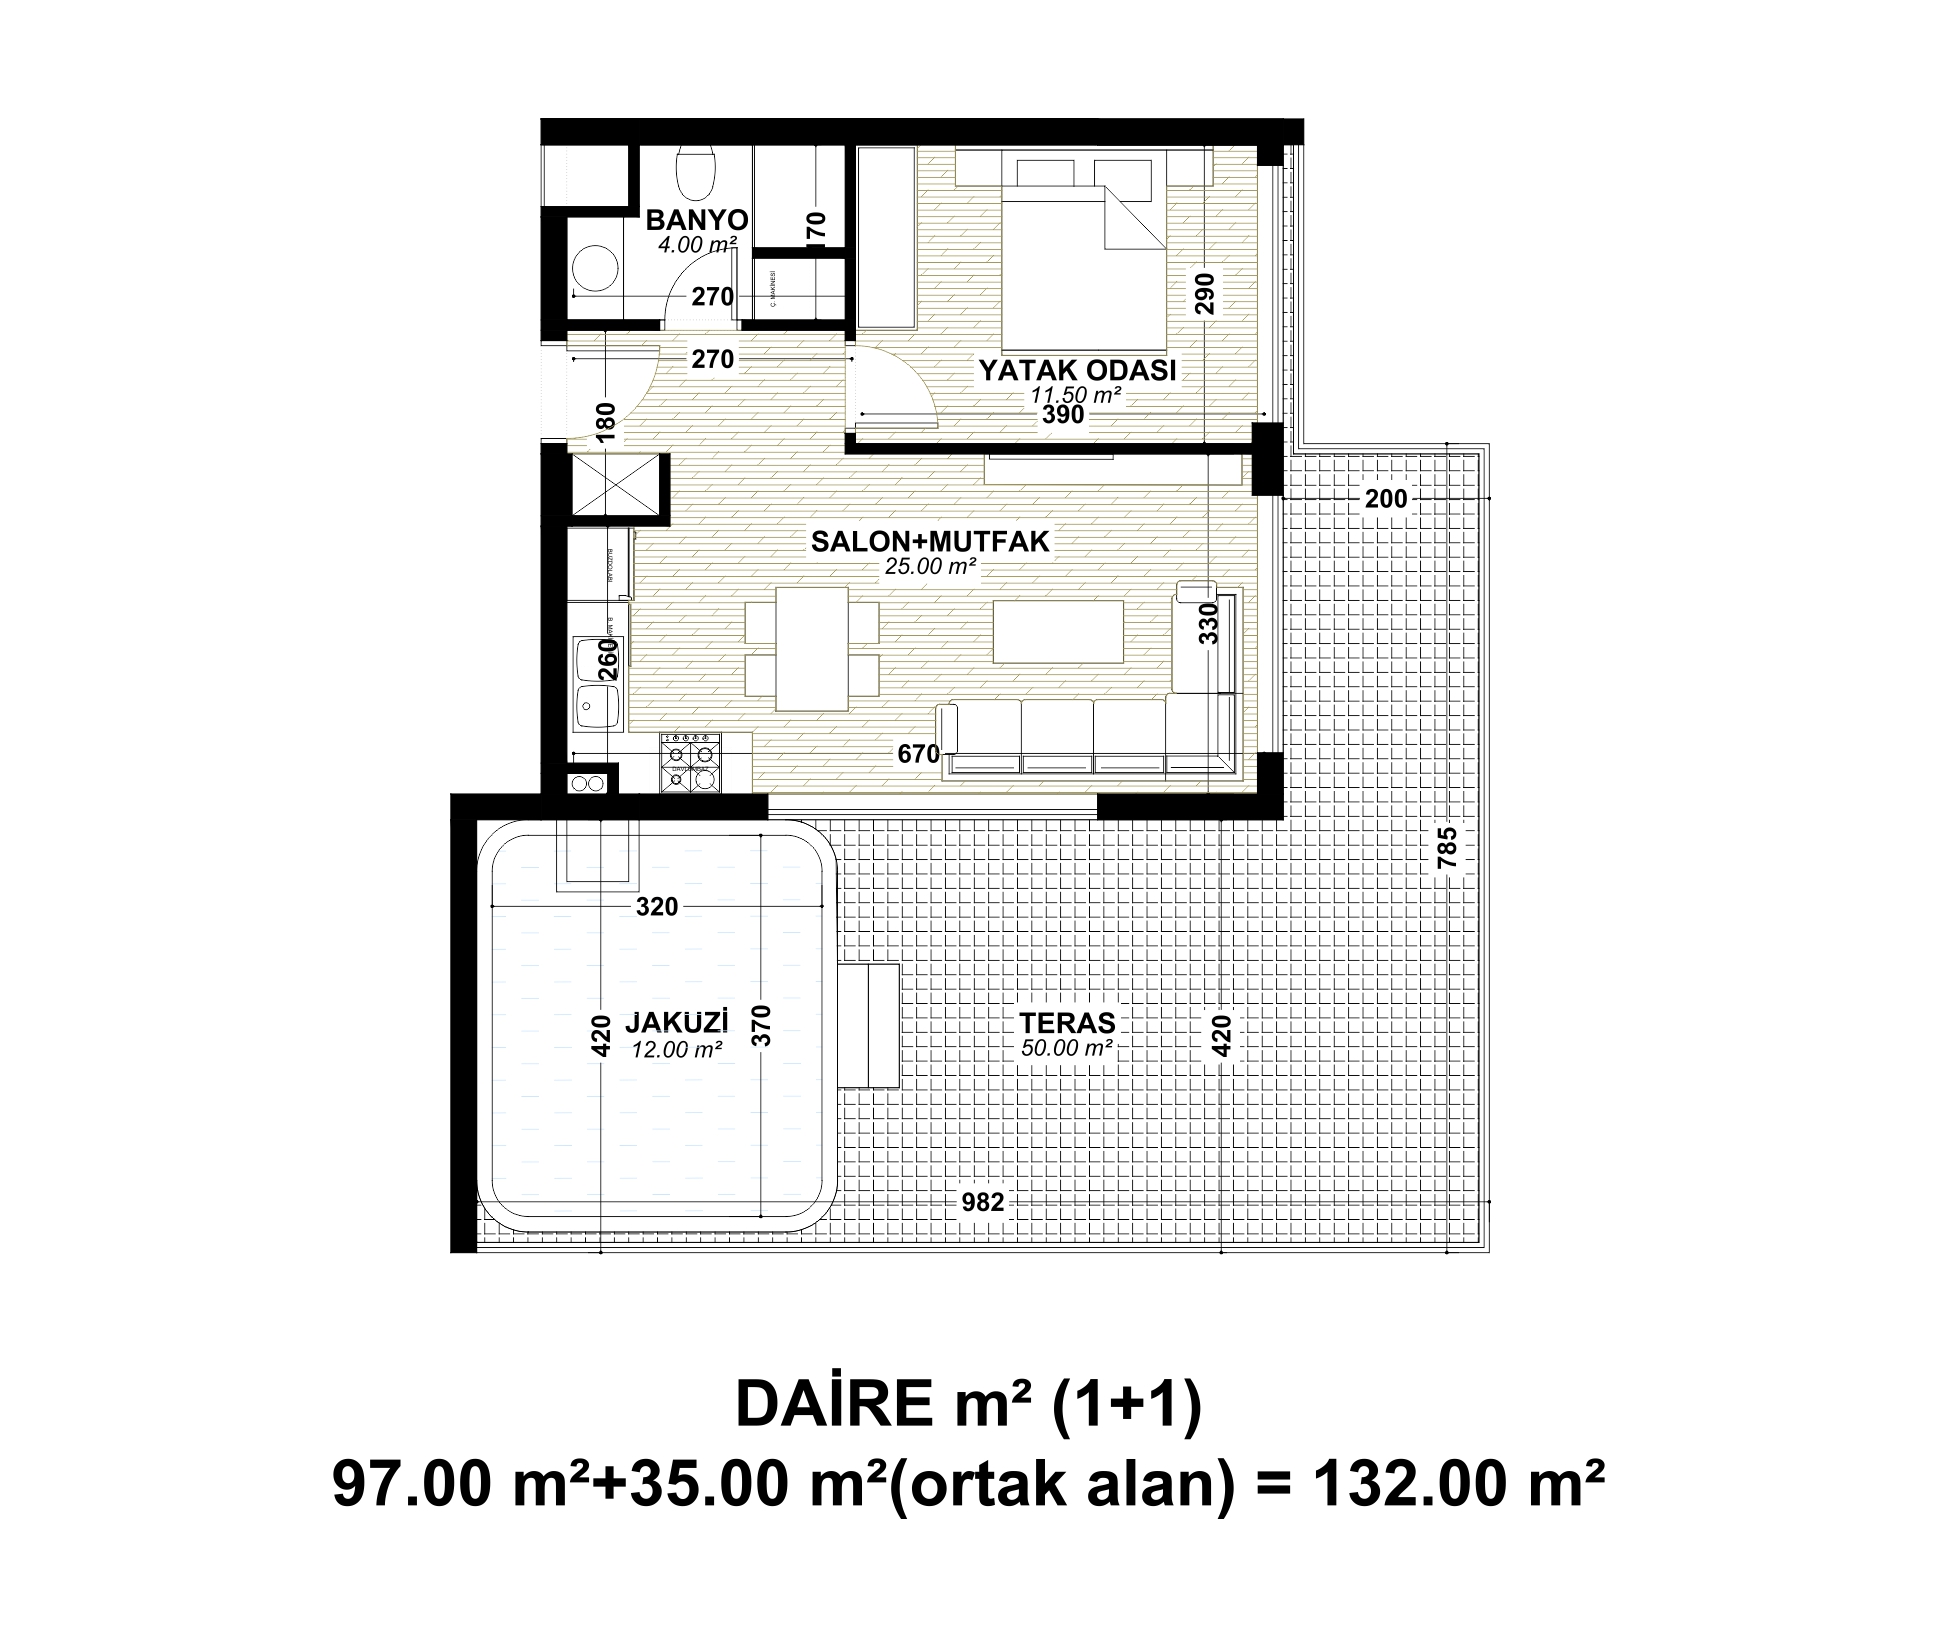 170
BANYO
4.00 m²
Ç. MAKİNESİ
270
290
270
YATAK ODASI
11.50 m²
390
180
200
SALON+MUTFAK
25.00 m²
BUZDOLABI
330
260
670
785
320
JAKÜZİ
12.00 m²
420
370
TERAS
50.00 m²
420
982
DAİRE m² (1+1)
97.00 m²+35.00 m²(ortak alan) = 132.00 m²